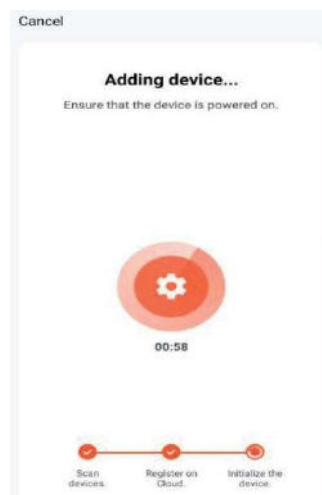 Cancel
Adding device...
Ensure that the device is powered on.
00:58
Scan devices.
Register on Cloud.
Initialize the device.